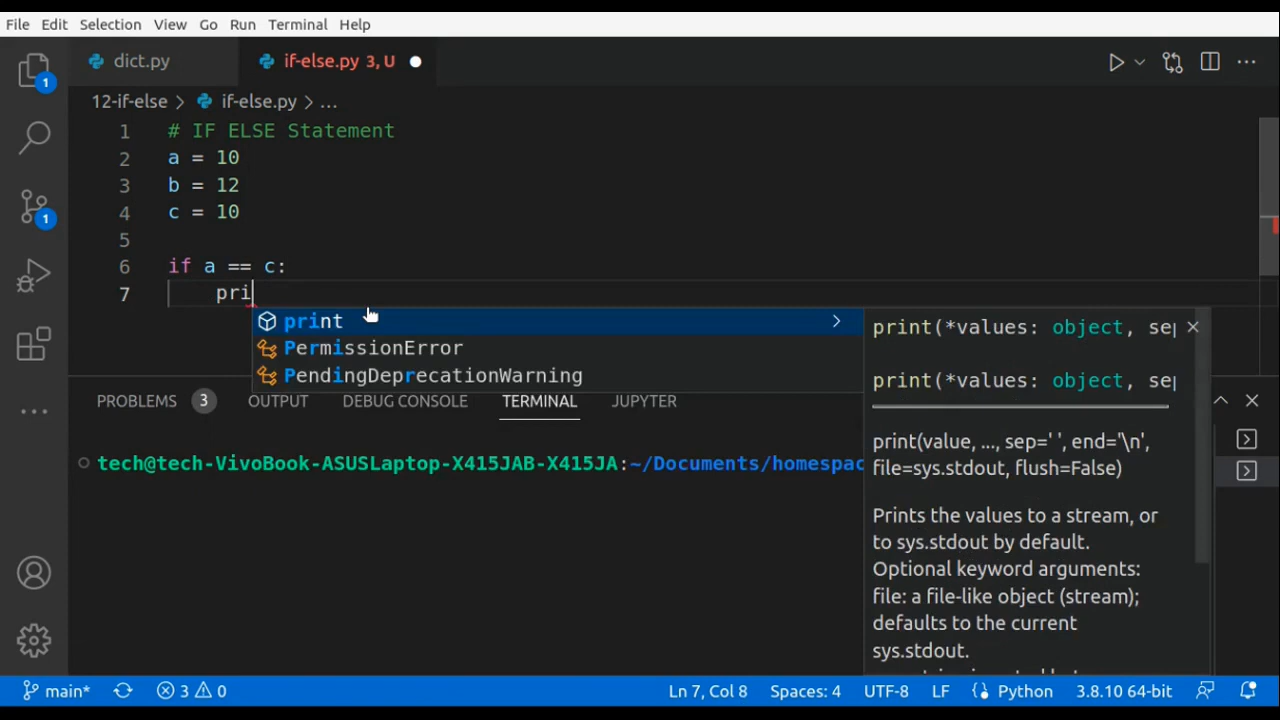 File Edit Selection View Go Run Terminal Help
1
dict.py
if-else.py 3, U
12-if-else > if-else.py > ...
1 # IF ELSE Statement
2 a = 10
3 b = 12
4 c = 10
5
6 if a == c:
7 pri
print
PermissionError
PendingDeprecationWarning
print(*values: object, se
print(*values: object, se
print(value, ..., sep=' ', end='\n',
file=sys.stdout, flush=False)
Prints the values to a stream, or
to sys.stdout by default.
Optional keyword arguments:
file: a file-like object (stream);
defaults to the current
sys.stdout.
1
PROBLEMS 3 OUTPUT DEBUG CONSOLE TERMINAL JUPYTER
tech@tech-VivoBook-ASUSLaptop-X415JAB-X415JA:~/Documents/homespac
main* 3 0 Ln 7, Col 8 Spaces: 4 UTF-8 LF Python 3.8.10 64-bit